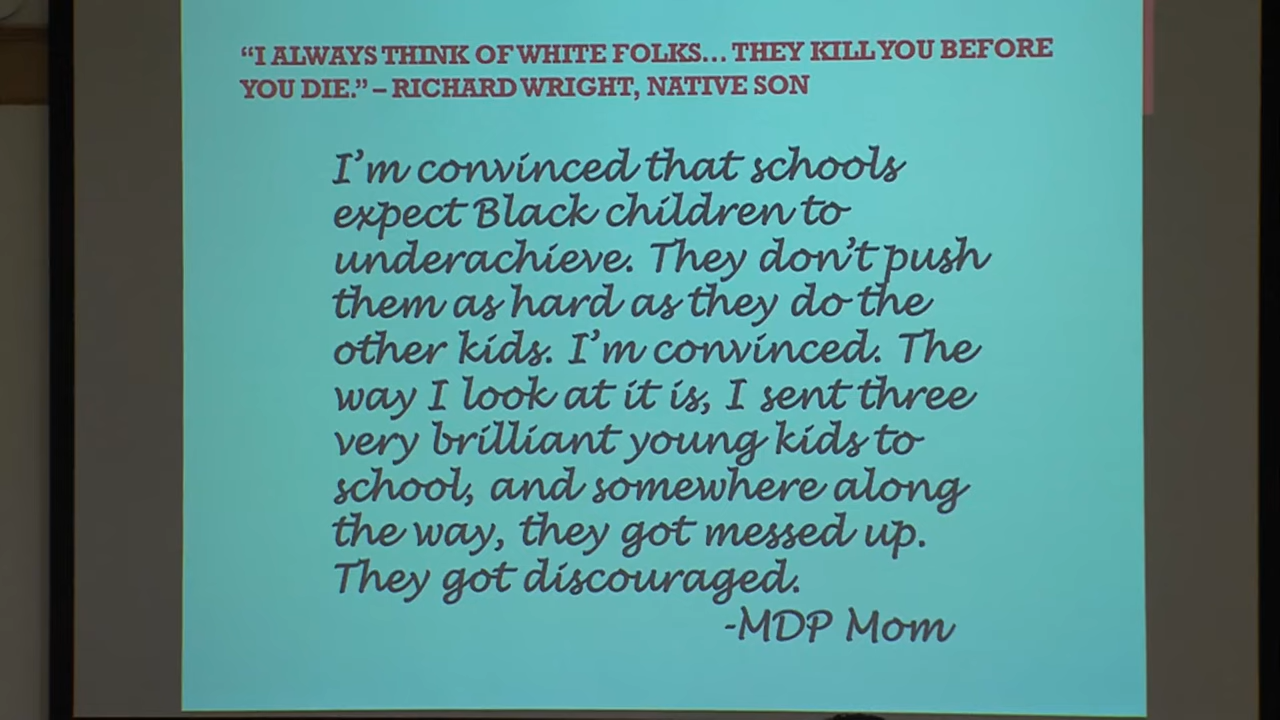 “I ALWAYS THINK OF WHITE FOLKS... THEY KILL YOU BEFORE
YOU DIE.” – RICHARD WRIGHT, NATIVE SON
I’m convinced that schools
expect Black children to
underachieve. They don’t push
them as hard as they do the
other kids. I’m convinced. The
way I look at it is, I sent three
very brilliant young kids to
school, and somewhere along
the way, they got messed up.
They got discouraged.
-MDP Mom